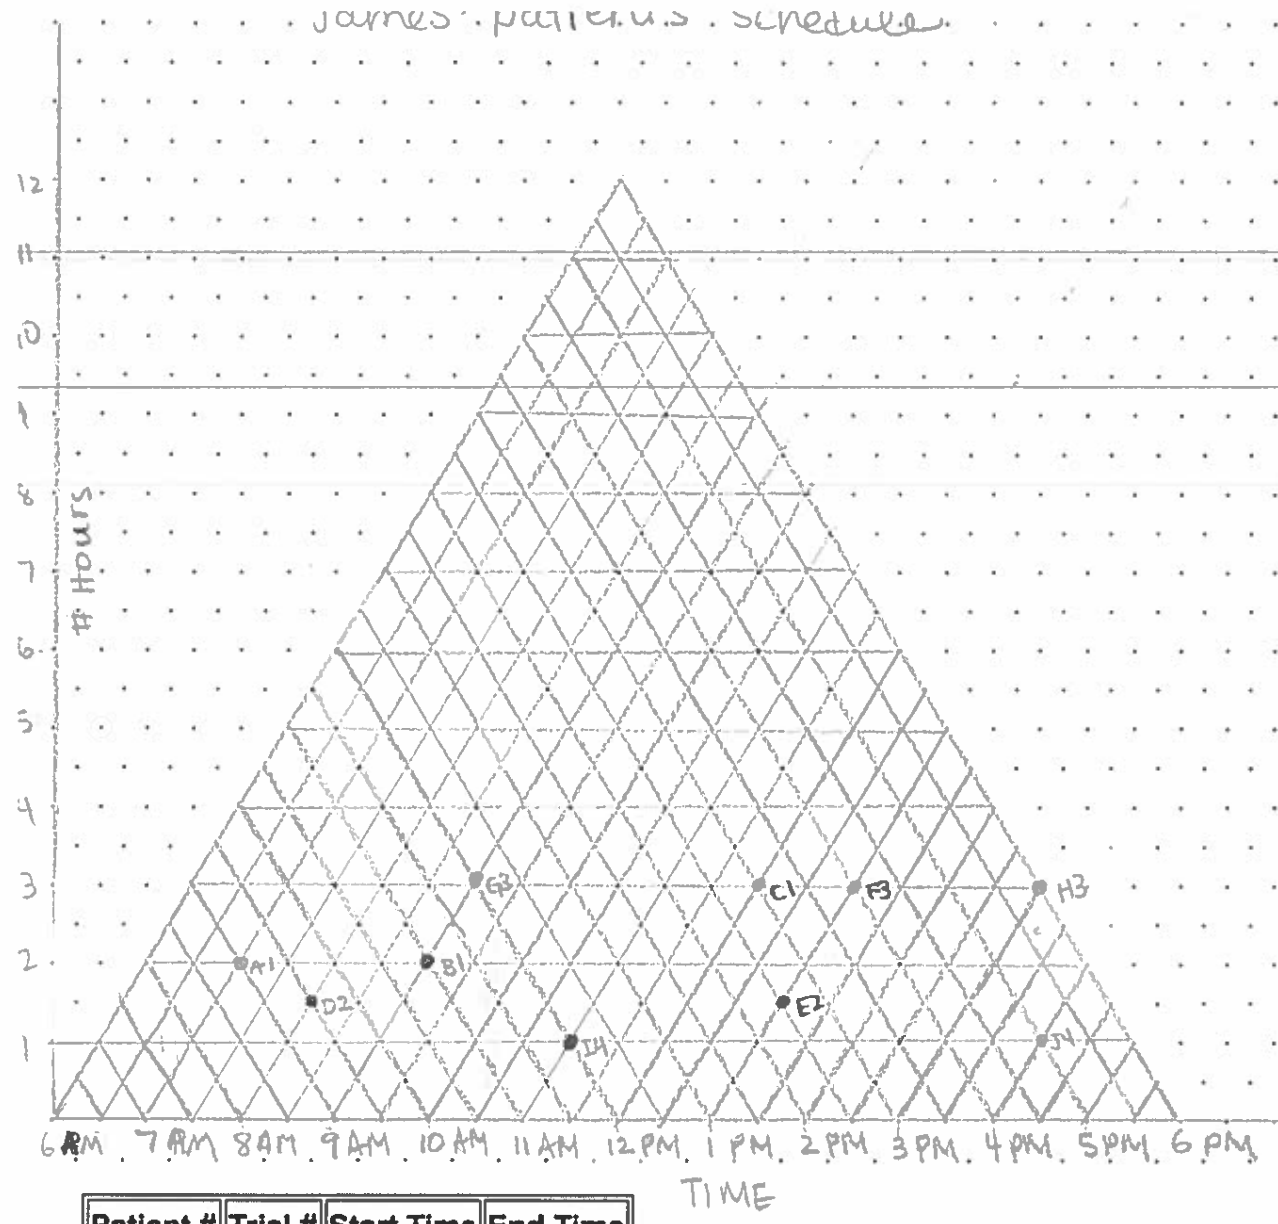 James' patients schedule
12
11
10
9
8
# Hours
7
6
5
4
3 G3 C1 F3 H3
2 A1 B1
D2 E2
1 I4 J4
6 AM 7 AM 8 AM 9 AM 10 AM 11 AM 12 PM 1 PM 2 PM 3 PM 4 PM 5 PM 6 PM
TIME
Patient # Trial # Start Time End Time